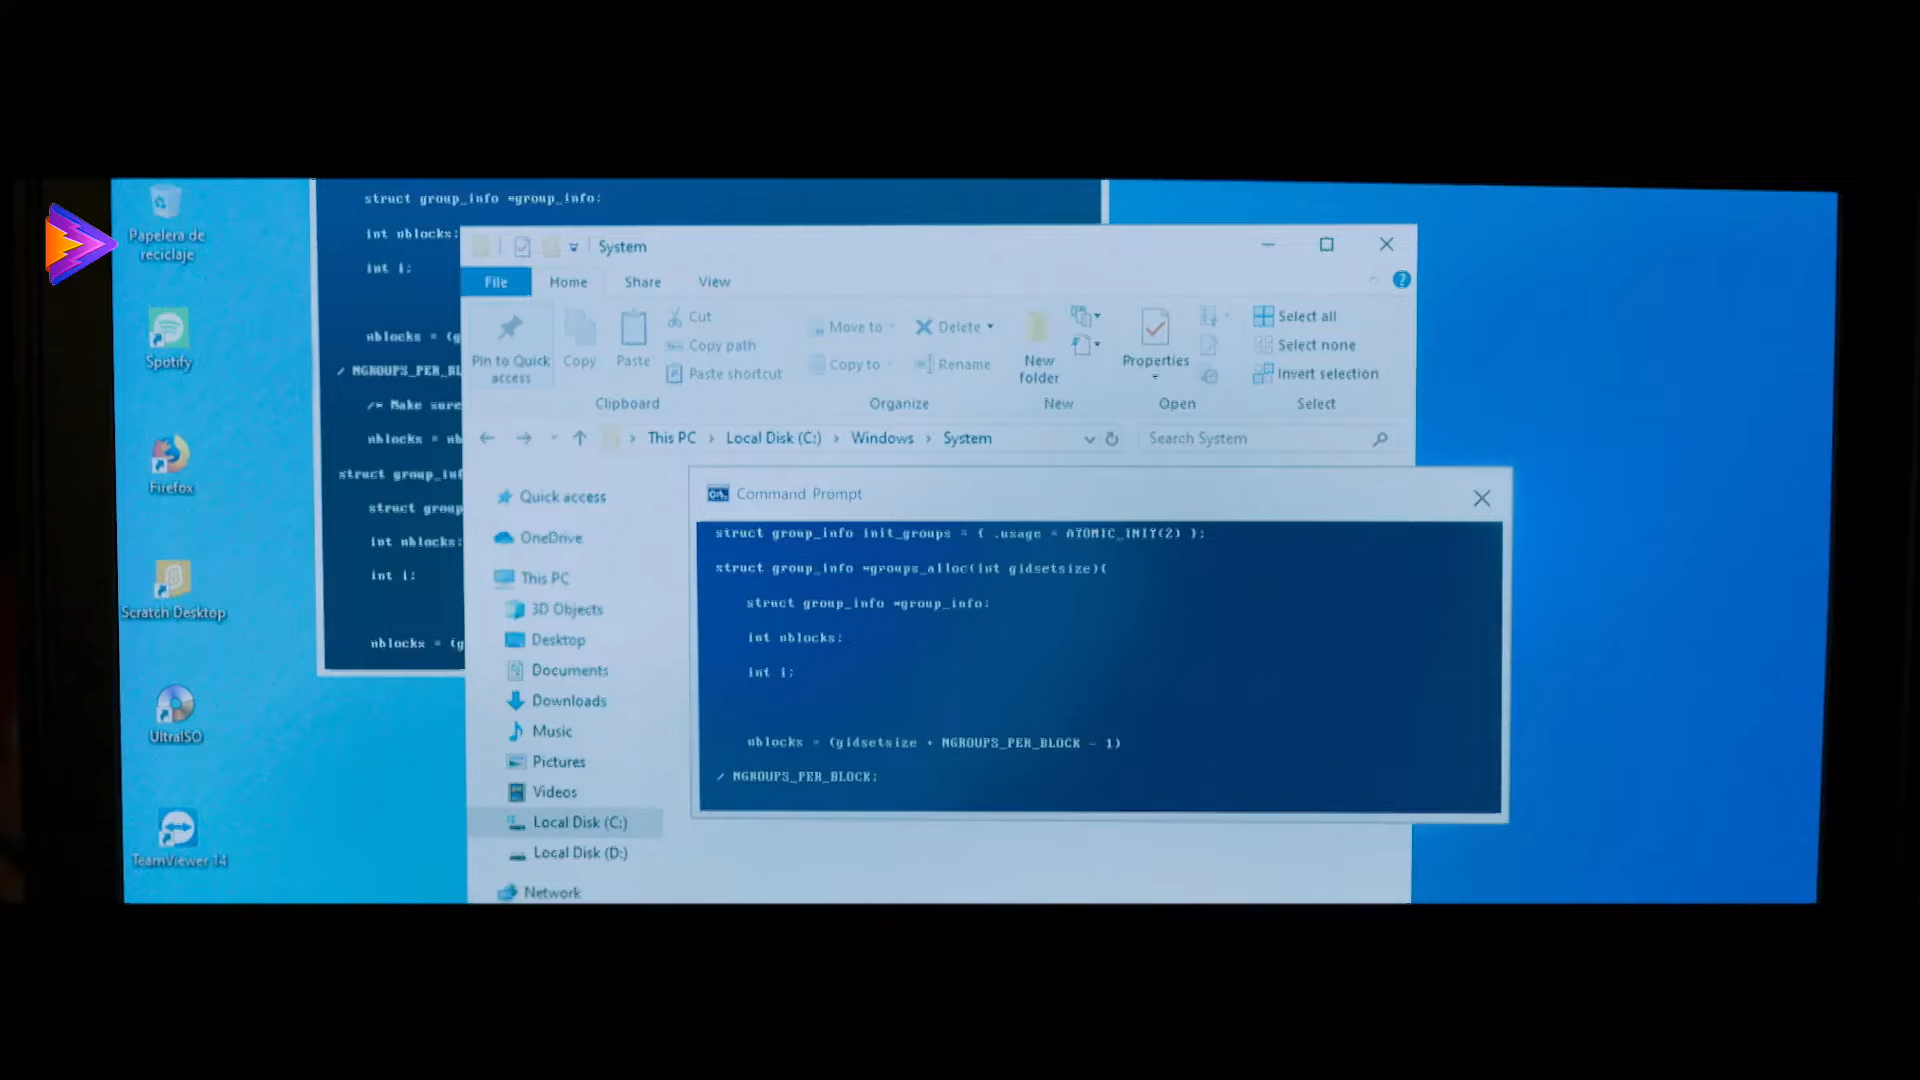 Papelera de
reciclaje
Spotify
Firefox
Scratch Desktop
UltraISO
TeamViewer 14
struct group_info *group_info;
int nblocks;
int i;
nblocks = (g
/ NGROUPS_PER_BL
/* Make sure
nblocks = nb
struct group_inf
struct group
int nblocks;
int i;
nblocks = (g
System
File Home Share View
Pin to Quick
access
Copy
Paste
Cut
Copy path
Paste shortcut
Clipboard
Move to
Copy to
Delete
Rename
Organize
New
folder
New
Properties
Open
Select all
Select none
Invert selection
Select
This PC › Local Disk (C:) › Windows › System
Search System
Quick access
OneDrive
This PC
3D Objects
Desktop
Documents
Downloads
Music
Pictures
Videos
Local Disk (C:)
Local Disk (D:)
Network
Command Prompt
struct group_info init_groups = { .usage = ATOMIC_INIT(2) };
struct group_info *groups_alloc(int gidsetsize){
struct group_info *group_info;
int nblocks;
int i;
nblocks = (gidsetsize + NGROUPS_PER_BLOCK - 1)
/ NGROUPS_PER_BLOCK;